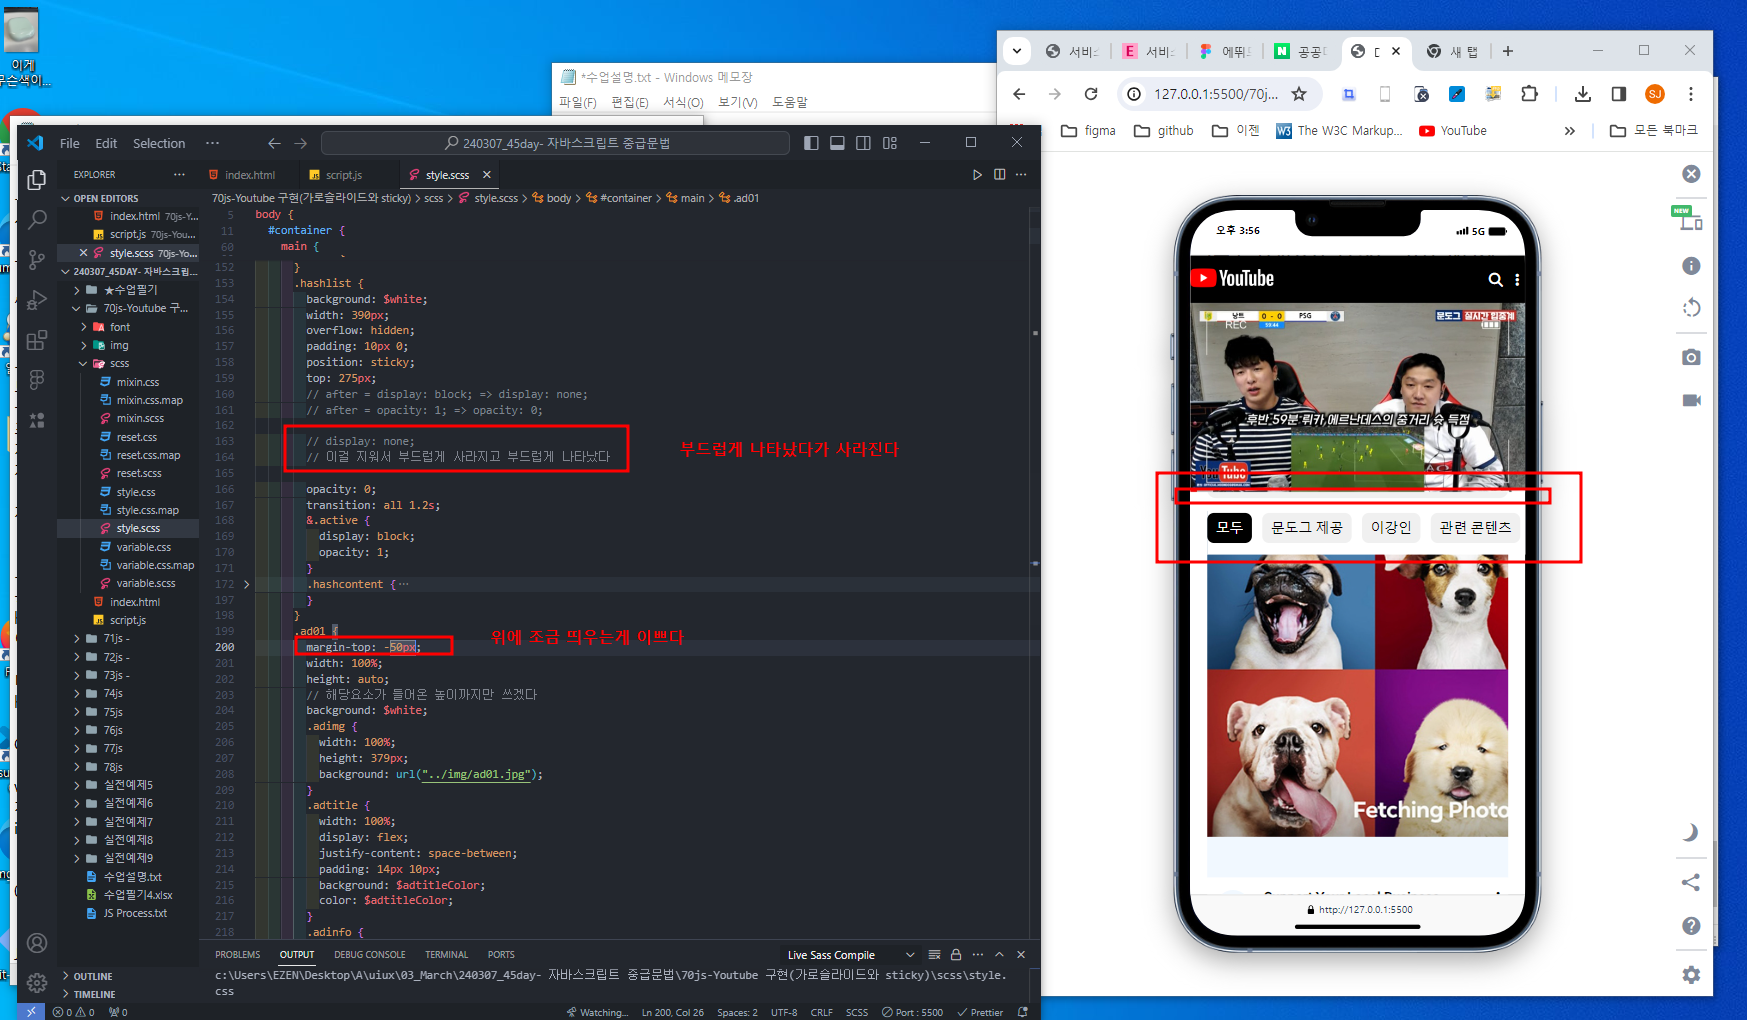 이게
무슨색이...
*수업설명.txt - Windows 메모장
파일(F) 편집(E) 서식(O) 보기(V) 도움말
서비스
E 서비스
에뛰드
N 공공
새 탭
127.0.0.1:5500/70j...
SJ
figma github 이젠 The W3C Markup... YouTube » 모든 북마크
File Edit Selection ...
240307_45day- 자바스크립트 중급문법
EXPLORER
index.html script.js style.scss
OPEN EDITORS
index.html 70js-Y...
script.js 70js-You...
style.scss 70js-Yo...
240307_45DAY- 자바스크립...
★수업필기
70js-Youtube 구...
font
img
scss
mixin.css
mixin.css.map
mixin.scss
reset.css
reset.css.map
reset.scss
style.css
style.css.map
style.scss
variable.css
variable.css.map
variable.scss
index.html
script.js
71js -
72js -
73js -
74js
75js
76js
77js
78js
실전예제5
실전예제6
실전예제7
실전예제8
실전예제9
수업설명.txt
수업필기4.xlsx
JS Process.txt
OUTLINE
TIMELINE
70js-Youtube 구현(가로슬라이드와 sticky) > scss > style.scss > body > #container > main > .ad01
5 body {
11 #container {
60 main {
152 }
153 .hashlist {
154 background: $white;
155 width: 390px;
156 overflow: hidden;
157 padding: 10px 0;
158 position: sticky;
159 top: 275px;
160 // after = display: block; => display: none;
161 // after = opacity: 1; => opacity: 0;
162
163 // display: none;
164 // 이걸 지워서 부드럽게 사라지고 부드럽게 나타났다
165
166 opacity: 0;
167 transition: all 1.2s;
168 &.active {
169 display: block;
170 opacity: 1;
171 }
172 .hashcontent { ...
197 }
198 }
199 .ad01 {
200 margin-top: -50px;
201 width: 100%;
202 height: auto;
203 // 해당요소가 들어온 높이까지만 쓰겠다
204 background: $white;
205 .adimg {
206 width: 100%;
207 height: 379px;
208 background: url("../img/ad01.jpg");
209 }
210 .adtitle {
211 width: 100%;
212 display: flex;
213 justify-content: space-between;
214 padding: 14px 10px;
215 background: $adtitleColor;
216 color: $adtitleColor;
217 }
218 .adinfo {
부드럽게 나타났다가 사라진다
위에 조금 띄우는게 이쁘다
PROBLEMS OUTPUT DEBUG CONSOLE TERMINAL PORTS
Live Sass Compile
c:\Users\EZEN\Desktop\A\uiux\03_March\240307_45day- 자바스크립트 중급문법\70js-Youtube 구현(가로슬라이드와 sticky)\scss\style.
css
0 0 0 Watching... Ln 200, Col 26 Spaces: 2 UTF-8 CRLF SCSS Port : 5500 Prettier
NEW
오후 3:56 5G
YouTube
낭트 0 - 0 PSG
59:44
REC
문도그 실시간 입중계
후반 59분 뤼카 에르난데스의 중거리 슛 득점
YouTube
모두 문도그 제공 이강인 관련 콘텐츠
Fetching Photo
http://127.0.0.1:5500